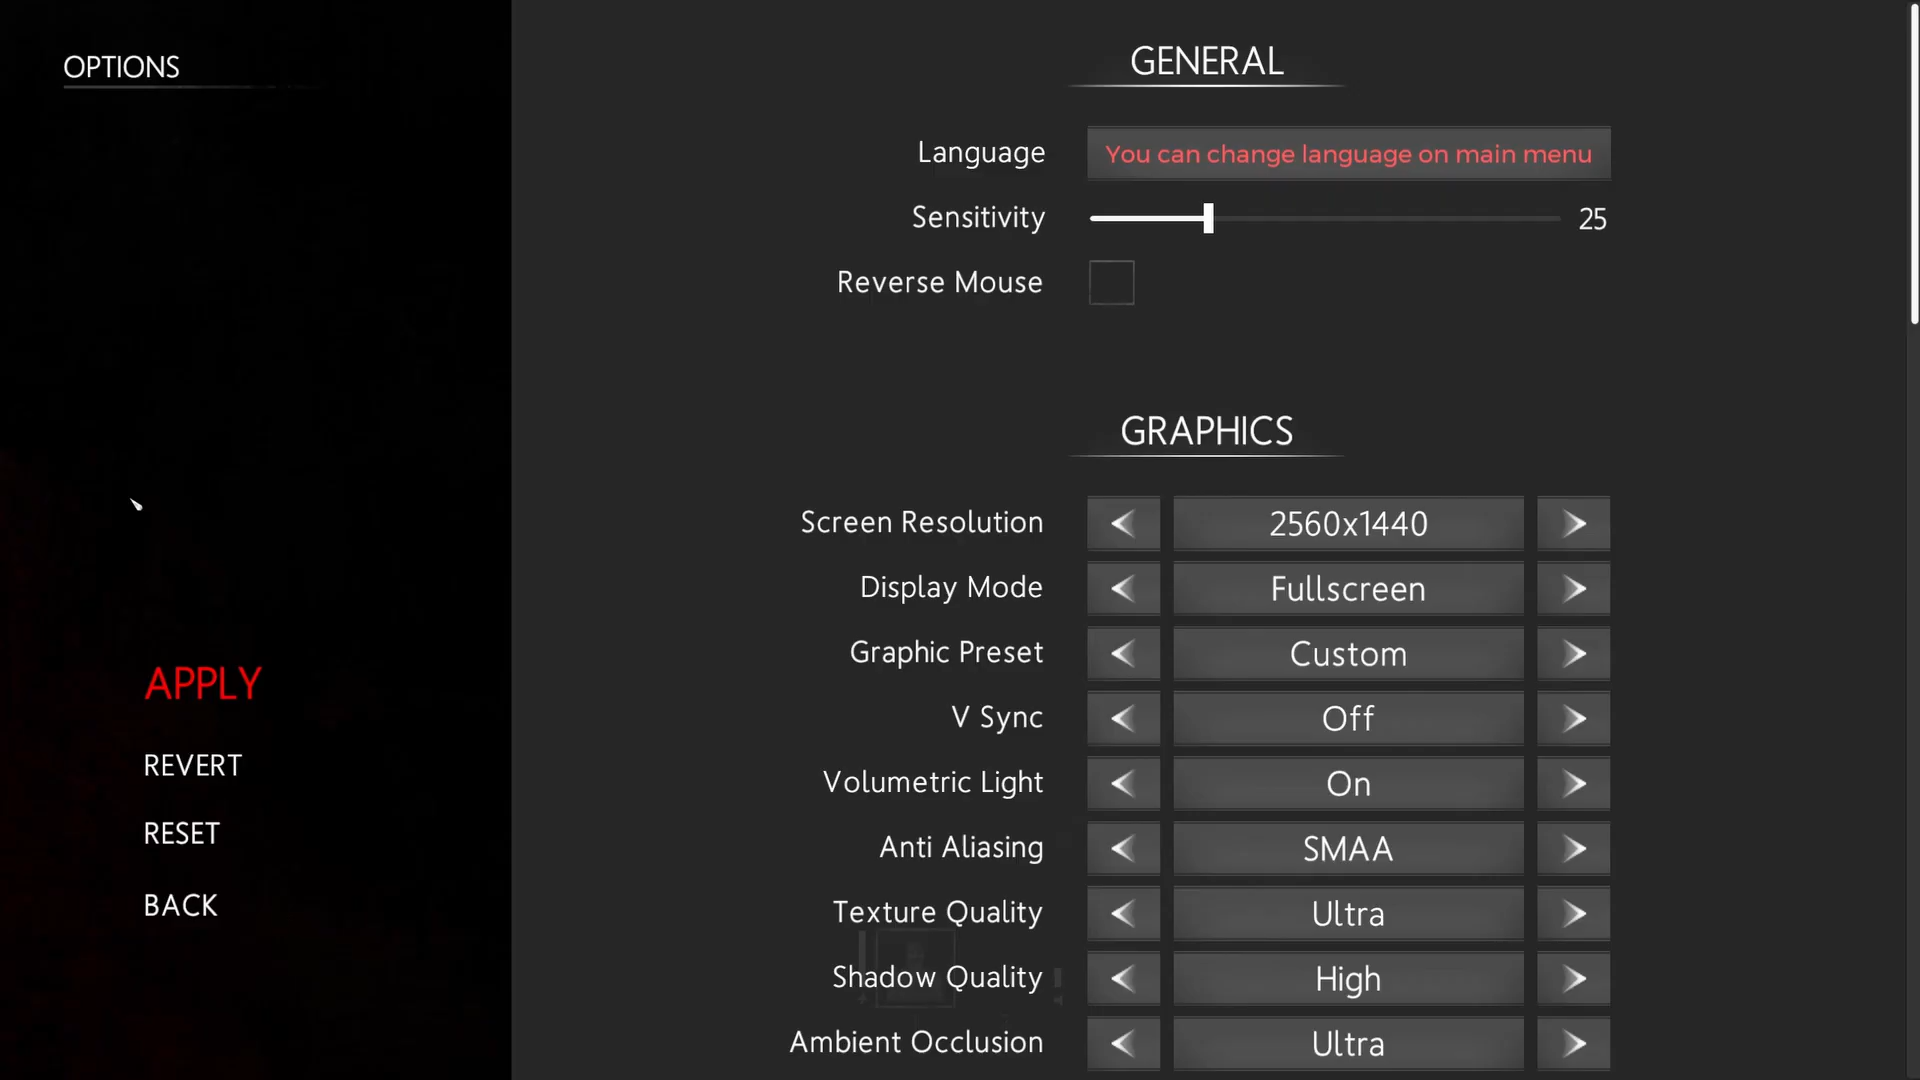 OPTIONS
GENERAL
Language You can change language on main menu
Sensitivity 25
Reverse Mouse
GRAPHICS
Screen Resolution 2560x1440
Display Mode Fullscreen
Graphic Preset Custom
V Sync Off
Volumetric Light On
Anti Aliasing SMAA
Texture Quality Ultra
Shadow Quality High
Ambient Occlusion Ultra
APPLY
REVERT
RESET
BACK